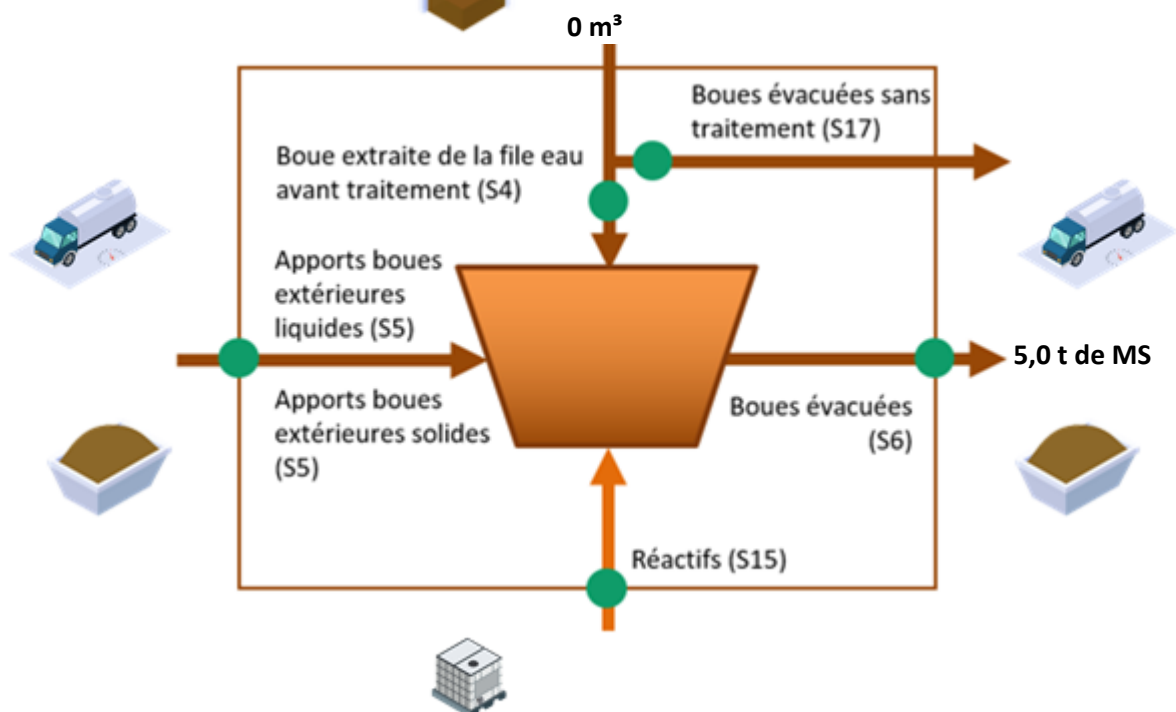 0 m³
Boues évacuées sans
traitement (S17)
Boue extraite de la file eau
avant traitement (S4)
Apports boues
extérieures
liquides (S5)
5,0 t de MS
Apports boues
extérieures solides
(S5)
Boues évacuées
(S6)
Réactifs (S15)